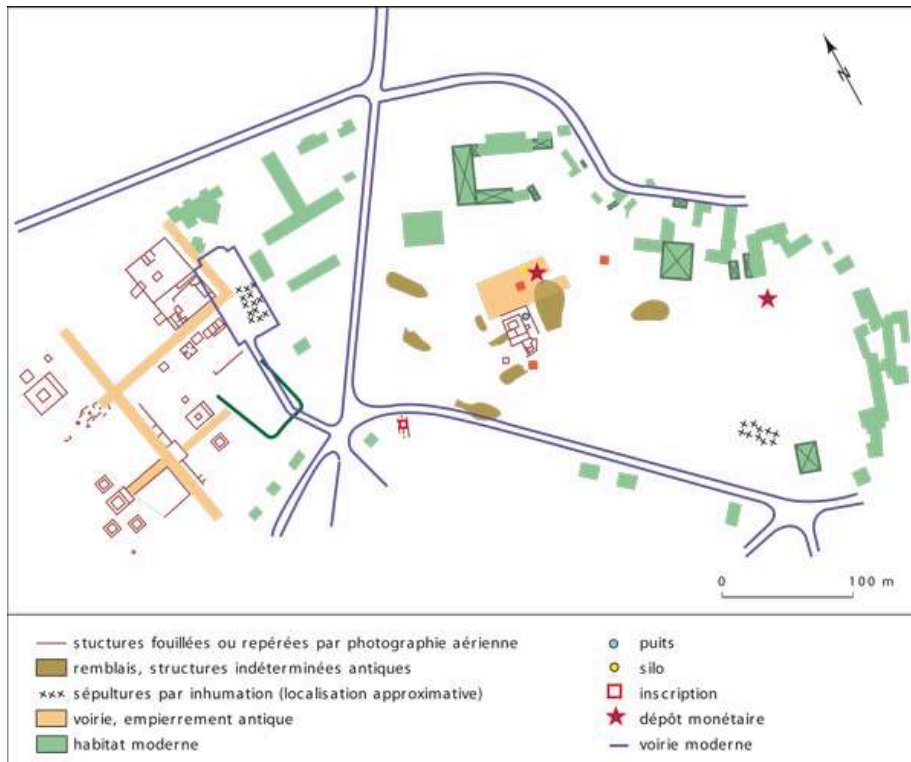 N
0 100 m
stuctures fouillées ou repérées par photographie aérienne
remblais, structures indéterminées antiques
sépultures par inhumation (localisation approximative)
voirie, empierrement antique
habitat moderne
puits
silo
inscription
dépôt monétaire
voirie moderne